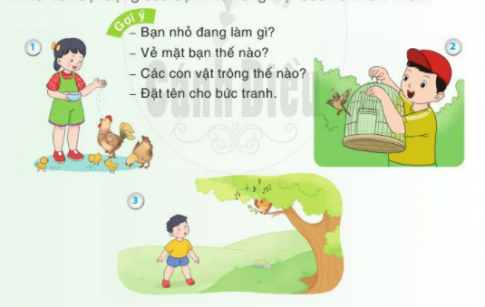 Gợi ý
– Bạn nhỏ đang làm gì?
– Vẻ mặt bạn thế nào?
– Các con vật trông thế nào?
– Đặt tên cho bức tranh.
1
2
3
Cánh Diều